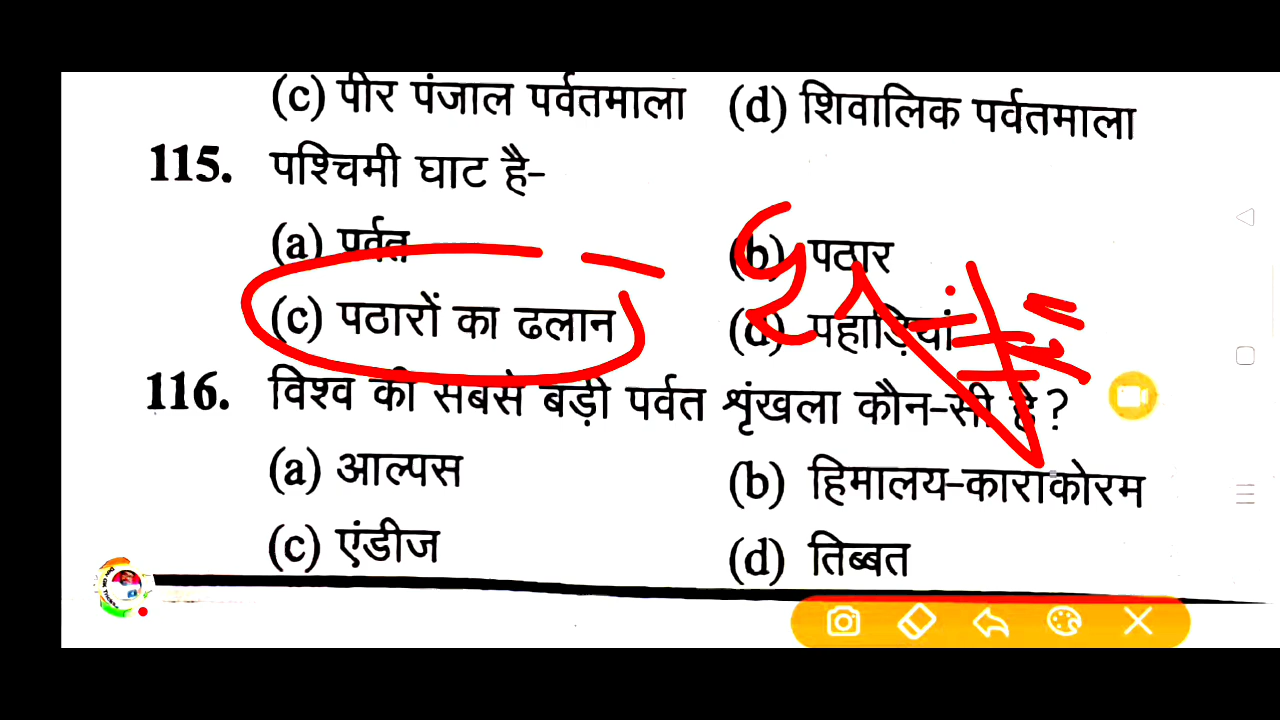 (c) पीर पंजाल पर्वतमाला (d) शिवालिक पर्वतमाला
115. पश्चिमी घाट है-
(a) पर्वत (b) पठार
(c) पठारों का ढलान (d) पहाड़ियां
116. विश्व की सबसे बड़ी पर्वत शृंखला कौन-सी है?
(a) आल्पस (b) हिमालय-काराकोरम
(c) एंडीज (d) तिब्बत